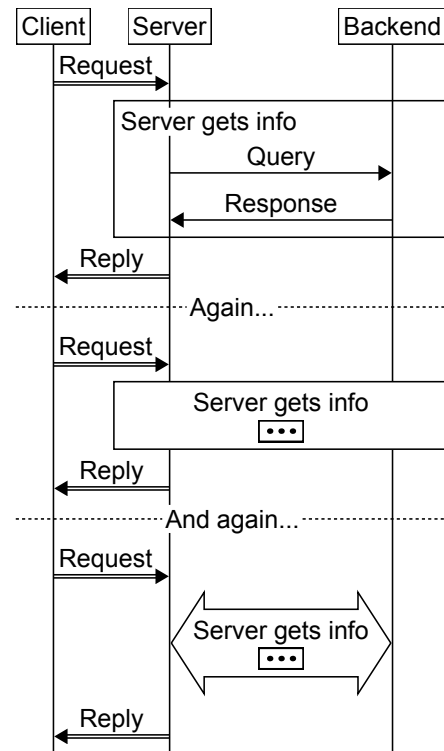 Client Server Backend
Request
Server gets info
Query
Response
Reply
Again...
Request
Server gets info
•••
Reply
And again...
Request
Server gets info
•••
Reply